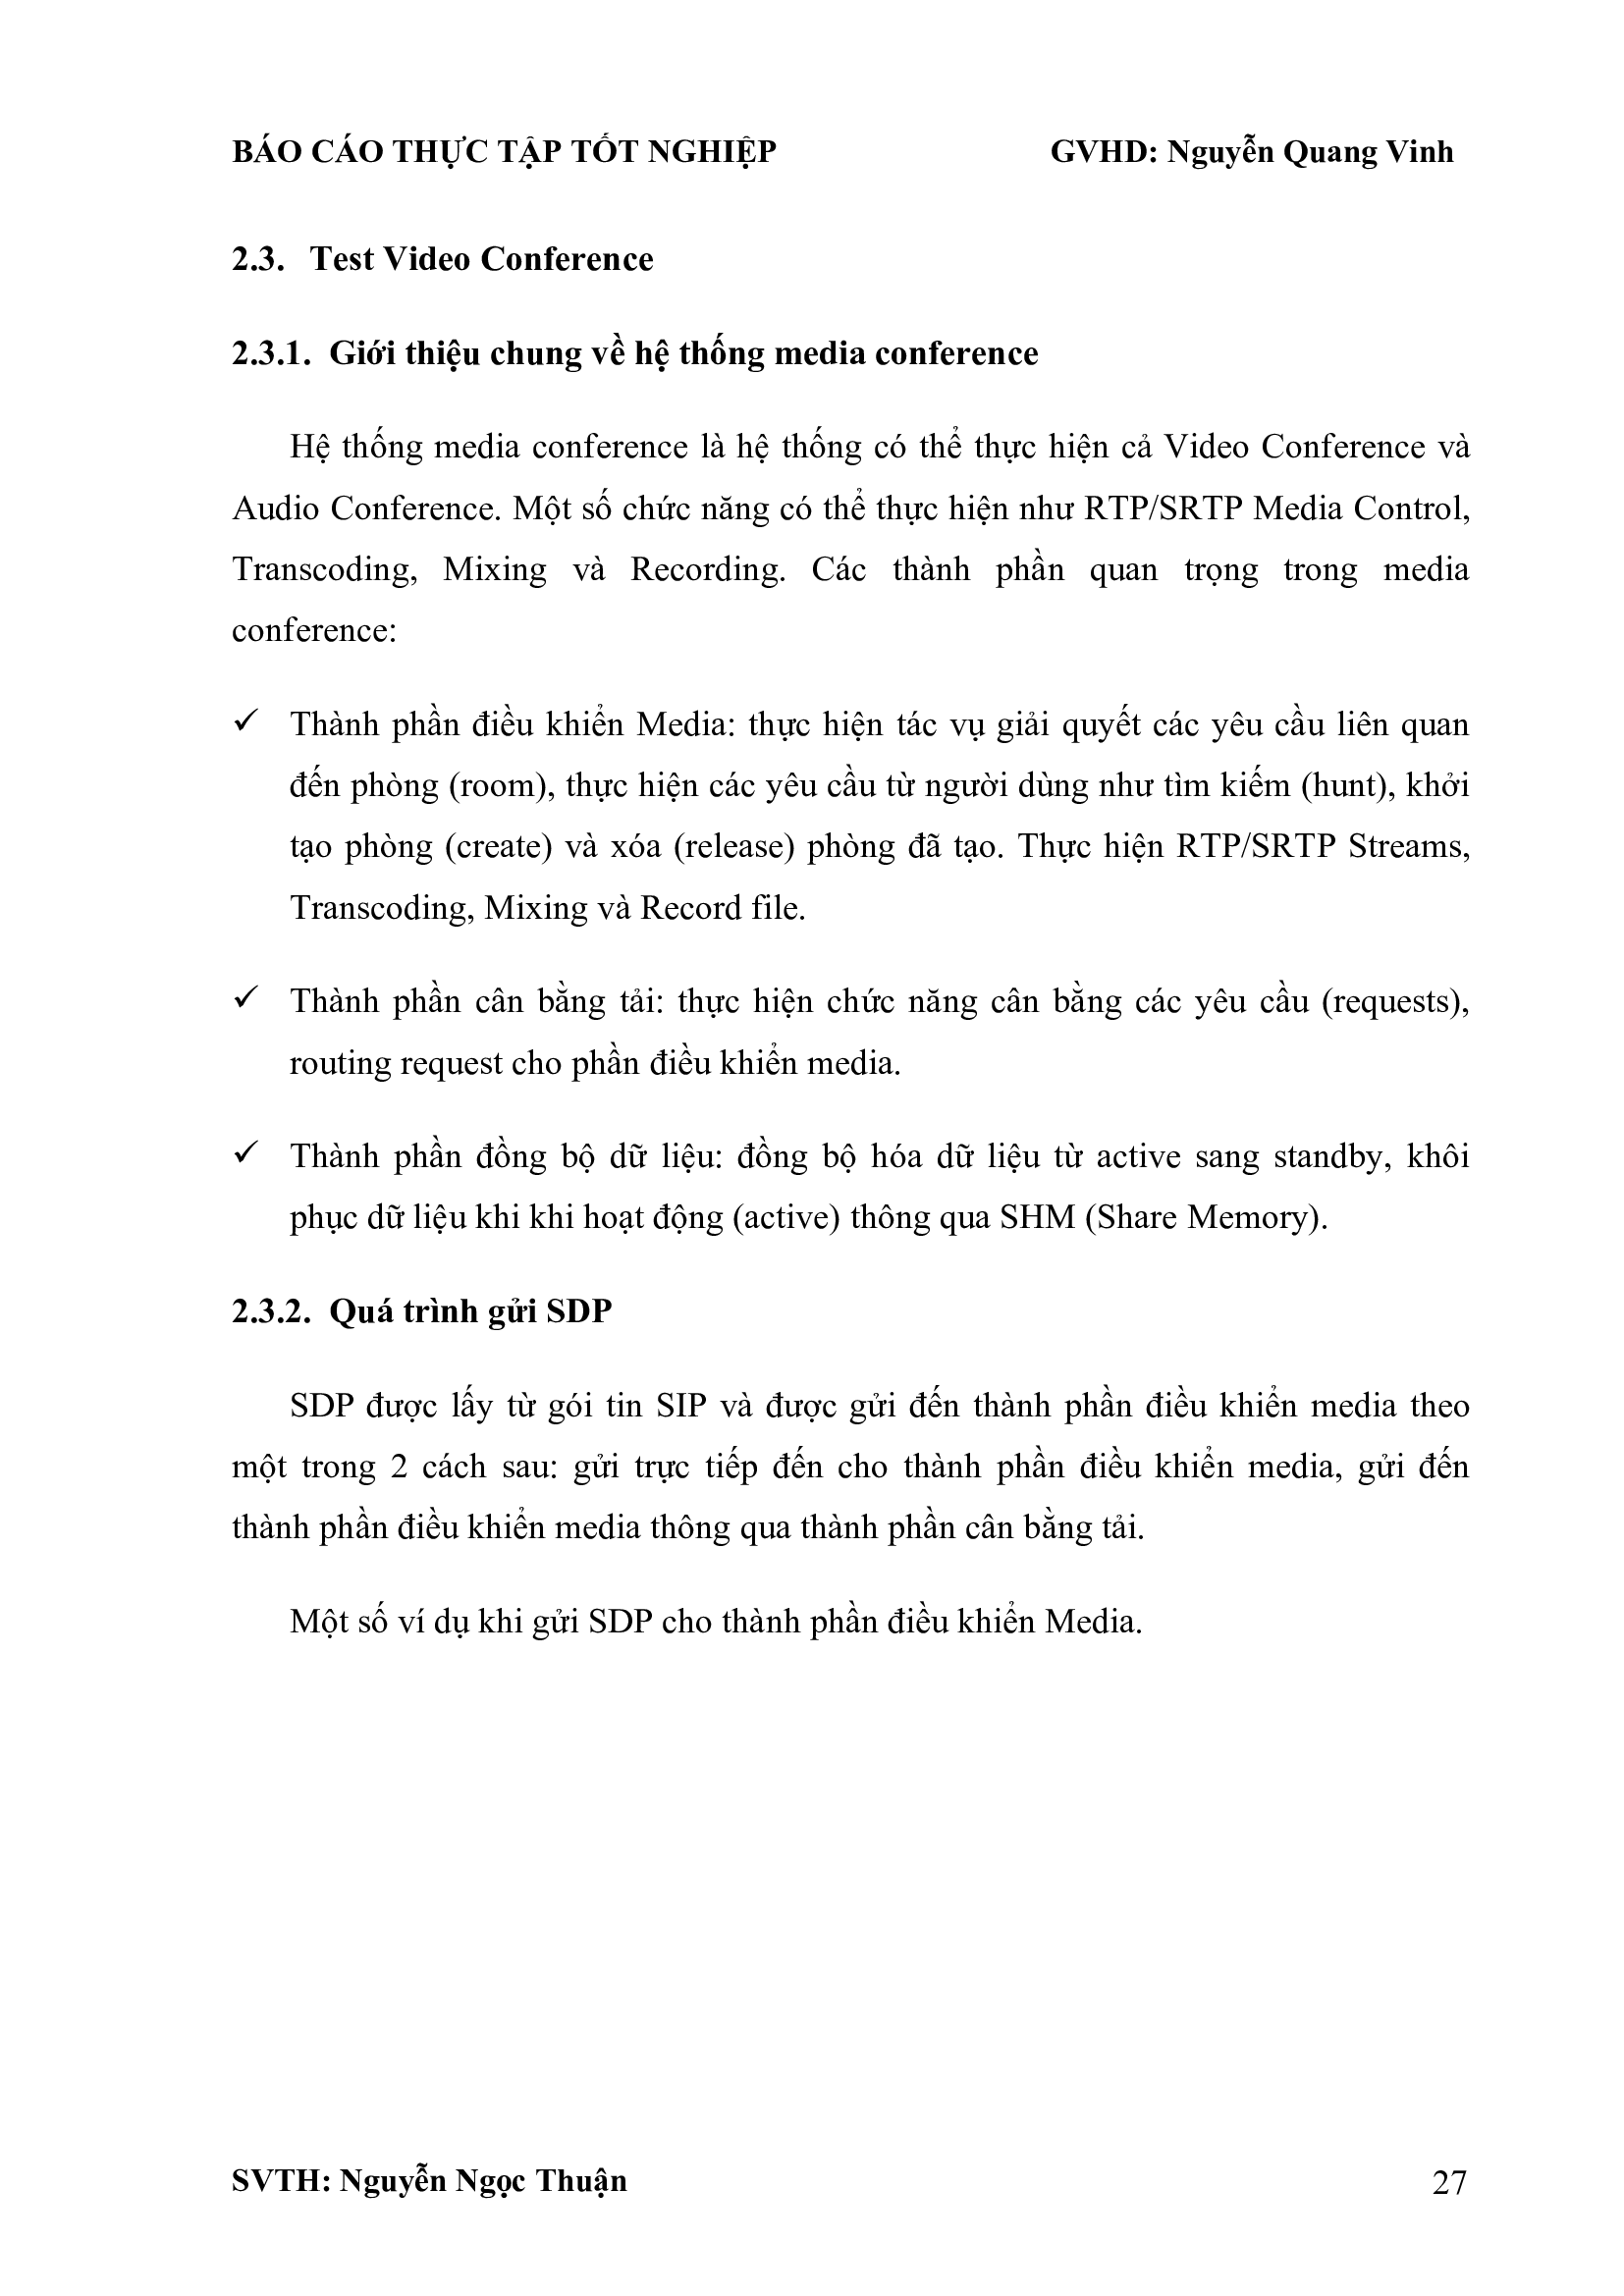 BÁO CÁO THỰC TẬP TỐT NGHIỆP GVHD: Nguyễn Quang Vinh
2.3. Test Video Conference
2.3.1. Giới thiệu chung về hệ thống media conference
Hệ thống media conference là hệ thống có thể thực hiện cả Video Conference và
Audio Conference. Một số chức năng có thể thực hiện như RTP/SRTP Media Control,
Transcoding, Mixing và Recording. Các thành phần quan trọng trong media
conference:
✓ Thành phần điều khiển Media: thực hiện tác vụ giải quyết các yêu cầu liên quan
đến phòng (room), thực hiện các yêu cầu từ người dùng như tìm kiếm (hunt), khởi
tạo phòng (create) và xóa (release) phòng đã tạo. Thực hiện RTP/SRTP Streams,
Transcoding, Mixing và Record file.
✓ Thành phần cân bằng tải: thực hiện chức năng cân bằng các yêu cầu (requests),
routing request cho phần điều khiển media.
✓ Thành phần đồng bộ dữ liệu: đồng bộ hóa dữ liệu từ active sang standby, khôi
phục dữ liệu khi khi hoạt động (active) thông qua SHM (Share Memory).
2.3.2. Quá trình gửi SDP
SDP được lấy từ gói tin SIP và được gửi đến thành phần điều khiển media theo
một trong 2 cách sau: gửi trực tiếp đến cho thành phần điều khiển media, gửi đến
thành phần điều khiển media thông qua thành phần cân bằng tải.
Một số ví dụ khi gửi SDP cho thành phần điều khiển Media.
SVTH: Nguyễn Ngọc Thuận 27